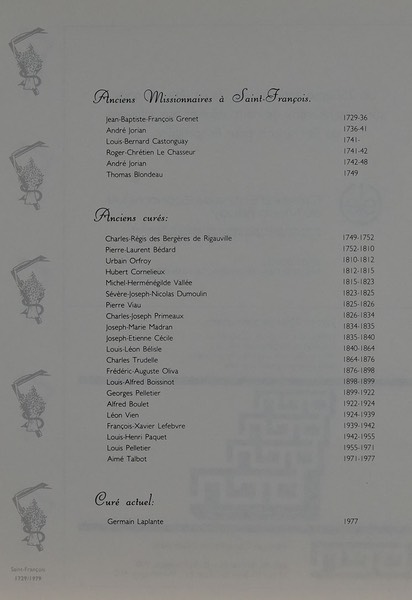 Anciens Missionnaires à Saint-François.
Jean-Baptiste-François Grenet 1729-36
André Jorian 1736-41
Louis-Bernard Castonguay 1741-
Roger-Chrétien Le Chasseur 1741-42
André Jorian 1742-48
Thomas Blondeau 1749
Anciens curés:
Charles-Régis des Bergères de Rigauville 1749-1752
Pierre-Laurent Bédard 1752-1810
Urbain Orfroy 1810-1812
Hubert Cornelieux 1812-1815
Michel-Herménégilde Vallée 1815-1823
Sévère-Joseph-Nicolas Dumoulin 1823-1825
Pierre Viau 1825-1826
Charles-Joseph Primeaux 1826-1834
Joseph-Marie Madran 1834-1835
Joseph-Etienne Cécile 1835-1840
Louis-Léon Bélisle 1840-1864
Charles Trudelle 1864-1876
Frédéric-Auguste Oliva 1876-1898
Louis-Alfred Boissinot 1898-1899
Georges Pelletier 1899-1922
Alfred Boulet 1922-1924
Léon Vien 1924-1939
François-Xavier Lefebvre 1939-1942
Louis-Henri Paquet 1942-1955
Louis Pelletier 1955-1971
Aimé Talbot 1971-1977
Curé actuel:
Germain Laplante 1977
Saint-François
1729/1979